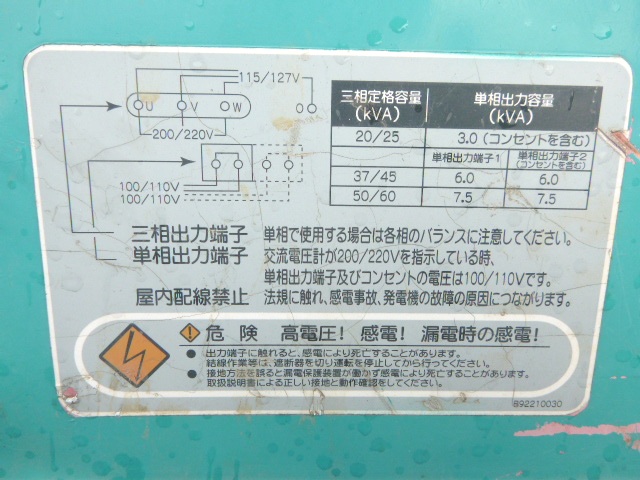 115/127V
U V W O O
200/220V
100/110V
100/110V
三相定格容量 (kVA) 単相出力容量 (kVA)
20/25 3.0(コンセントを含む)
単相出力端子1 単相出力端子2 (コンセントを含む)
37/45 6.0 6.0
50/60 7.5 7.5
三相出力端子 単相で使用する場合は各相のバランスに注意してください。
単相出力端子 交流電圧計が200/220Vを指示している時、
単相出力端子及びコンセントの電圧は100/110Vです。
屋内配線禁止 法規に触れ、感電事故、発電機の故障の原因につながります。
危険 高電圧! 感電! 漏電時の感電!
● 出力端子に触れると、感電により死亡することがあります。
結線作業等は、遮断器を切り運転を停止してから行ってください。
● 接地方法を誤ると漏電保護装置が働かず感電により死亡することがあります。
取扱説明書による正しい接地と動作確認をしてください。
892210030